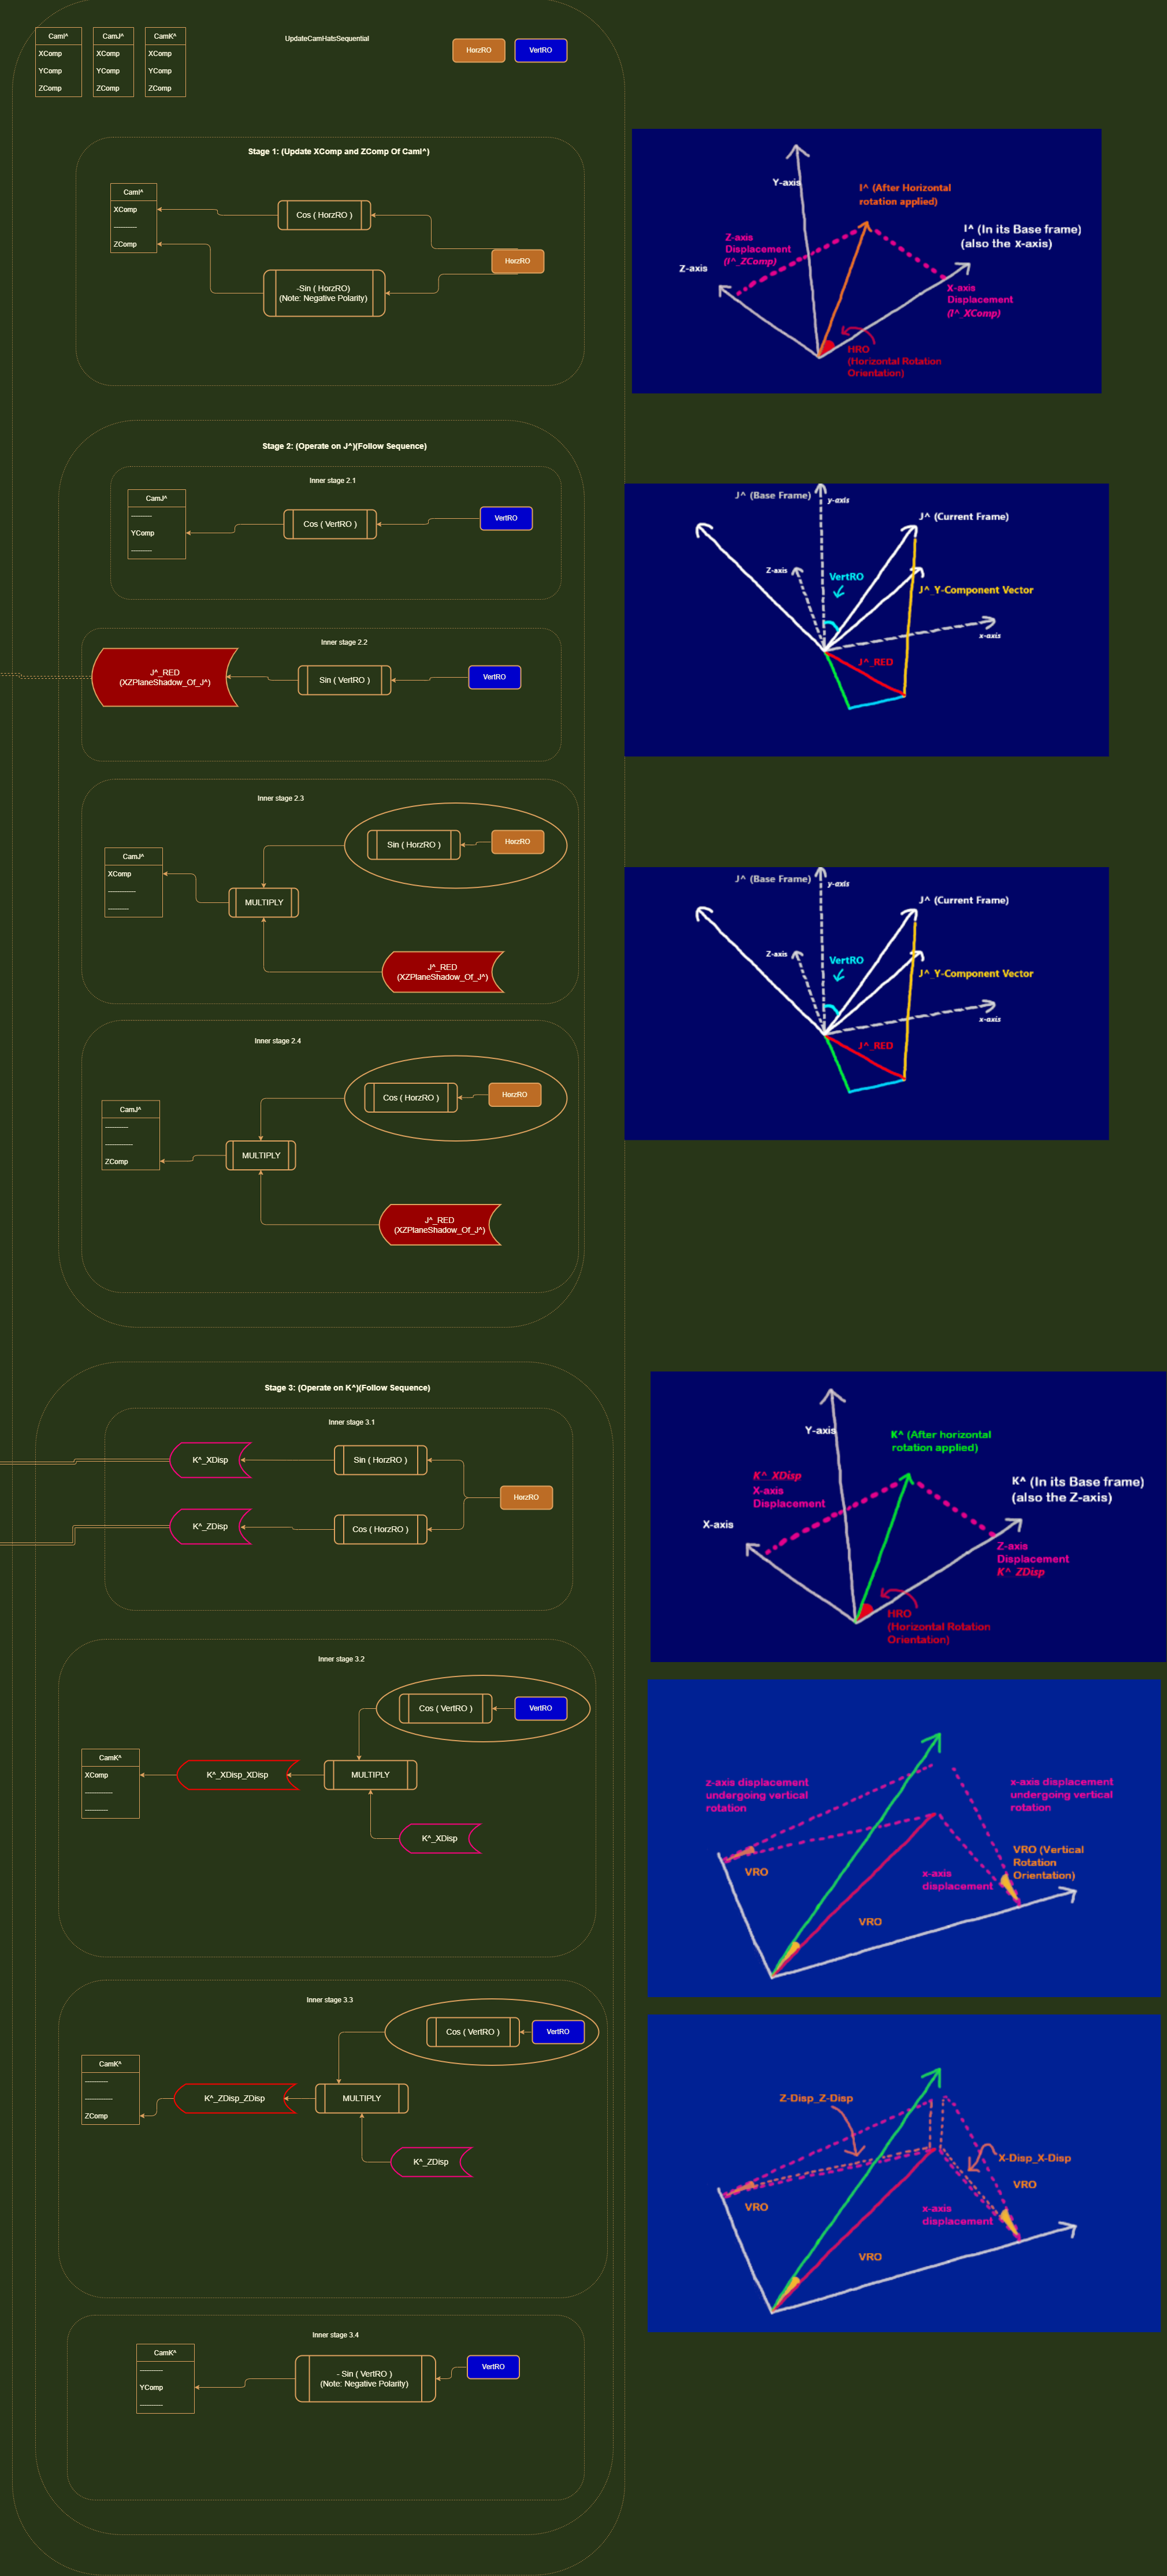 CamI^
XComp
YComp
ZComp
CamJ^
XComp
YComp
ZComp
CamK^
XComp
YComp
ZComp
UpdateCamHatsSequential
HorzRO
VertRO
Stage 1: (Update XComp and ZComp Of CamI^)
CamI^
XComp
ZComp
Cos ( HorzRO )
-Sin ( HorzRO)
(Note: Negative Polarity)
HorzRO
Y-axis
I^ (After Horizontal
rotation applied)
I^ (In its Base frame)
(also the X-axis)
Z-axis
Displacement
(I^_ZComp)
Z-axis
X-axis
Displacement
(I^_XComp)
HRO
(Horizontal Rotation
Orientation)
Stage 2: (Operate on J^)(Follow Sequence)
Inner stage 2.1
CamJ^
YComp
Cos ( VertRO )
VertRO
J^ (Base Frame)
y-axis
J^ (Current Frame)
Z-axis
VertRO
J^_Y-Component Vector
x-axis
J^_RED
Inner stage 2.2
J^_RED
(XZPlaneShadow_Of_J^)
Sin ( VertRO )
VertRO
Inner stage 2.3
Sin ( HorzRO )
HorzRO
CamJ^
XComp
MULTIPLY
J^_RED
(XZPlaneShadow_Of_J^)
J^ (Base Frame)
y-axis
J^ (Current Frame)
Z-axis
VertRO
J^_Y-Component Vector
x-axis
J^_RED
Inner stage 2.4
Cos ( HorzRO )
HorzRO
CamJ^
ZComp
MULTIPLY
J^_RED
(XZPlaneShadow_Of_J^)
Stage 3: (Operate on K^)(Follow Sequence)
Inner stage 3.1
K^_XDisp
Sin ( HorzRO )
HorzRO
K^_ZDisp
Cos ( HorzRO )
Y-axis
K^ (After horizontal
rotation applied)
K^_XDisp
X-axis
Displacement
K^ (In its Base frame)
(also the Z-axis)
X-axis
Z-axis
Displacement
K^_ZDisp
HRO
(Horizontal Rotation
Orientation)
Inner stage 3.2
Cos ( VertRO )
VertRO
CamK^
XComp
K^_XDisp_XDisp
MULTIPLY
K^_XDisp
z-axis displacement
undergoing vertical
rotation
x-axis displacement
undergoing vertical
rotation
VRO (Vertical
Rotation
Orientation)
VRO
x-axis
displacement
VRO
Inner stage 3.3
Cos ( VertRO )
VertRO
CamK^
ZComp
K^_ZDisp_ZDisp
MULTIPLY
K^_ZDisp
Z-Disp_Z-Disp
X-Disp_X-Disp
VRO
VRO
x-axis
displacement
VRO
Inner stage 3.4
CamK^
YComp
- Sin ( VertRO )
(Note: Negative Polarity)
VertRO